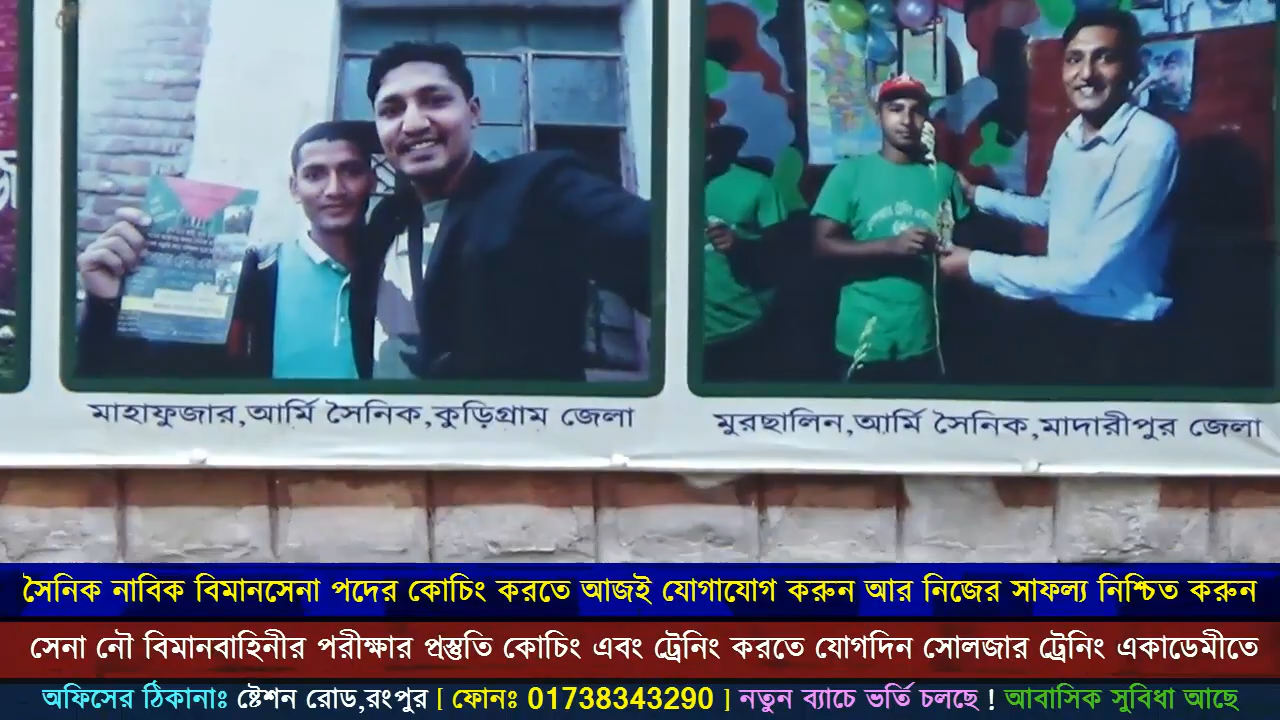 মাহাফুজার,আর্মি সৈনিক,কুড়িগ্রাম জেলা
মুরছালিন,আর্মি সৈনিক,মাদারীপুর জেলা
সৈনিক নাবিক বিমানসেনা পদের কোচিং করতে আজই যোগাযোগ করুন আর নিজের সাফল্য নিশ্চিত করুন
সেনা নৌ বিমানবাহিনীর পরীক্ষার প্রস্তুতি কোচিং এবং ট্রেনিং করতে যোগদিন সোলজার ট্রেনিং একাডেমীতে
অফিসের ঠিকানাঃ ষ্টেশন রোড,রংপুর [ ফোনঃ 01738343290 ] নতুন ব্যাচে ভর্তি চলছে ! আবাসিক সুবিধা আছে